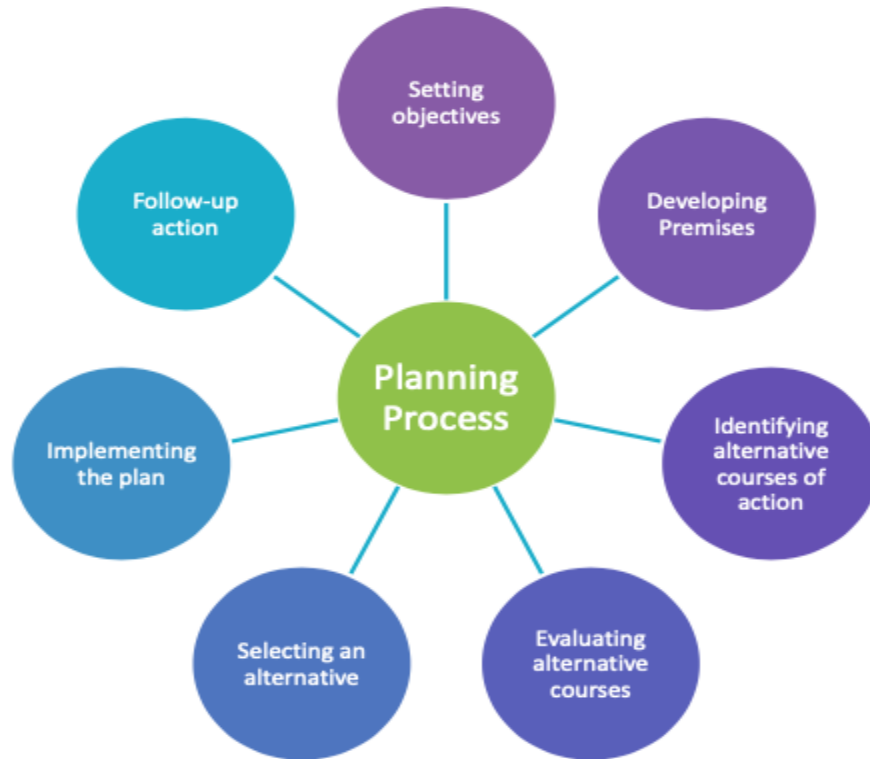 Setting
objectives
Developing
Premises
Identifying
alternative
courses of
action
Evaluating
alternative
courses
Selecting an
alternative
Implementing
the plan
Follow-up
action
Planning
Process